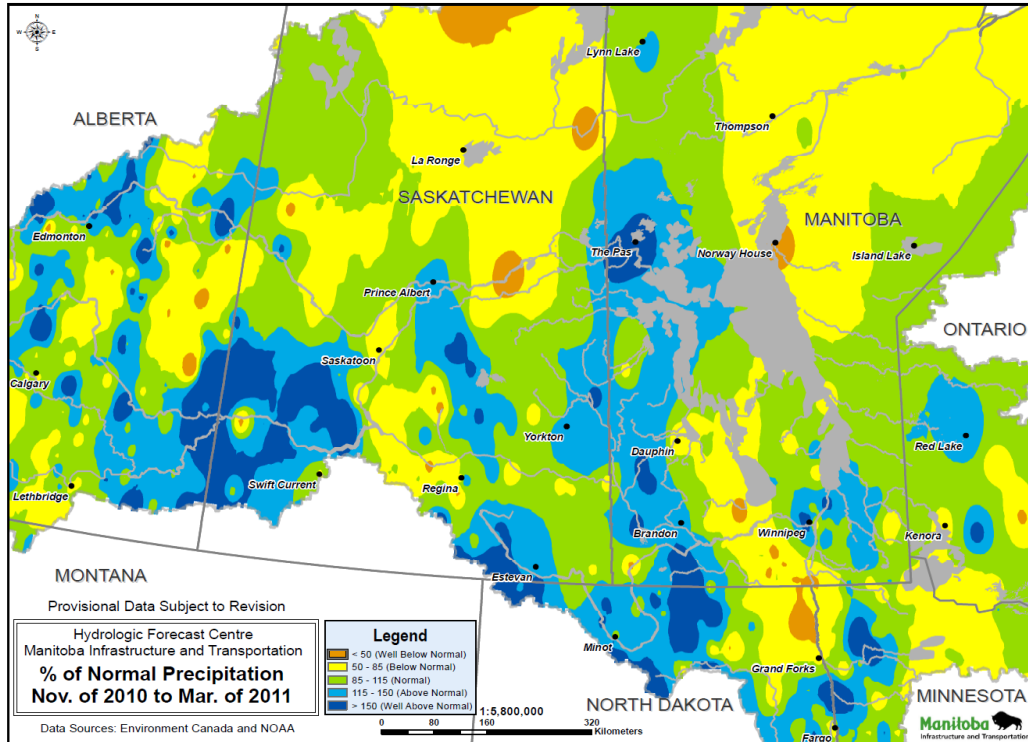 N
W E
S
Lynn Lake
ALBERTA
Thompson
La Ronge
SASKATCHEWAN
MANITOBA
Edmonton
The Pas
Norway House
Island Lake
Prince Albert
ONTARIO
Saskatoon
Calgary
Yorkton
Dauphin
Red Lake
Lethbridge
Swift Current
Regina
Brandon
Winnipeg
Kenora
Estevan
MONTANA
Minot
Grand Forks
NORTH DAKOTA
MINNESOTA
Fargo
Provisional Data Subject to Revision
Hydrologic Forecast Centre
Manitoba Infrastructure and Transportation
% of Normal Precipitation
Nov. of 2010 to Mar. of 2011
Data Sources: Environment Canada and NOAA
Legend
< 50 (Well Below Normal)
50 - 85 (Below Normal)
85 - 115 (Normal)
115 - 150 (Above Normal)
> 150 (Well Above Normal)
1:5,800,000
0 80 160 320
Kilometers
Manitoba
Infrastructure and Transportation